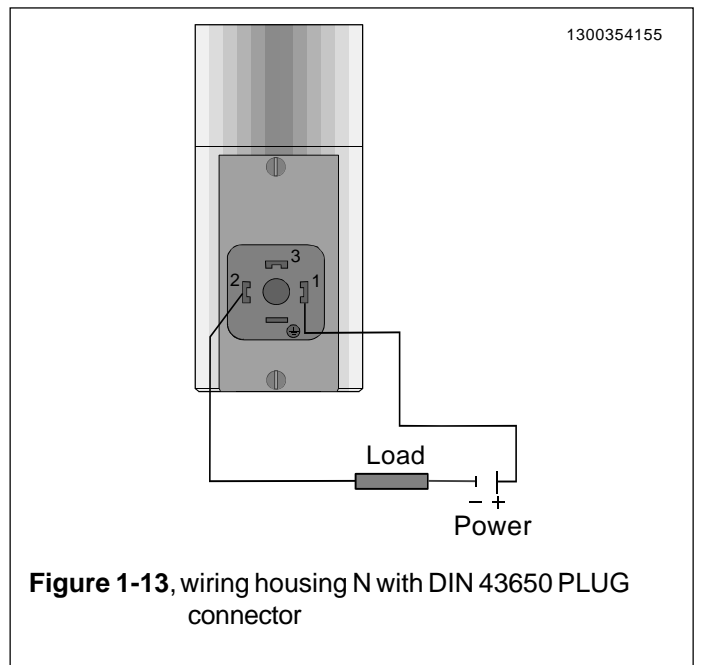 1300354155
3
2
1
Load
− +
Power
Figure 1-13, wiring housing N with DIN 43650 PLUG
connector